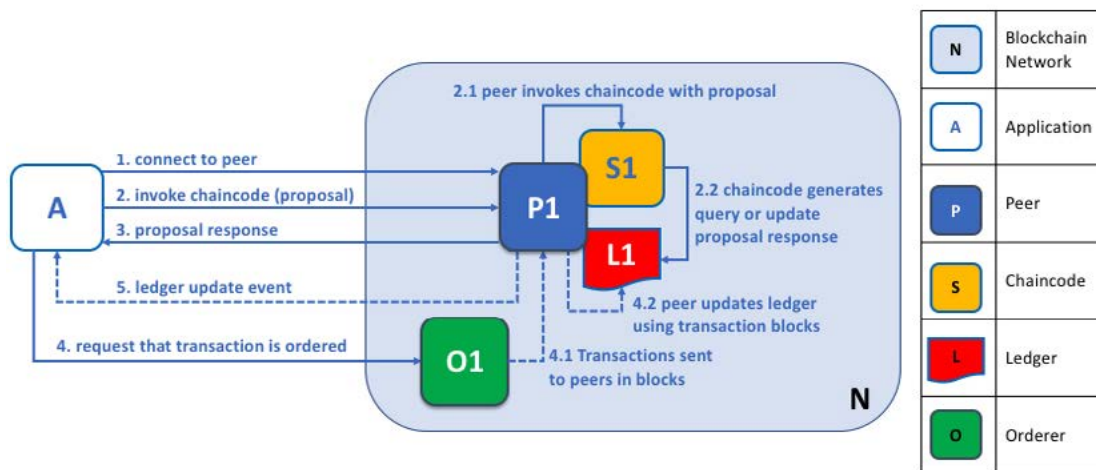 2.1 peer invokes chaincode with proposal
1. connect to peer
S1
A
2. invoke chaincode (proposal)
P1
2.2 chaincode generates
query or update
proposal response
3. proposal response
L1
5. ledger update event
4.2 peer updates ledger
using transaction blocks
4. request that transaction is ordered
O1
4.1 Transactions sent
to peers in blocks
N
N
Blockchain
Network
A
Application
P
Peer
S
Chaincode
L
Ledger
O
Orderer